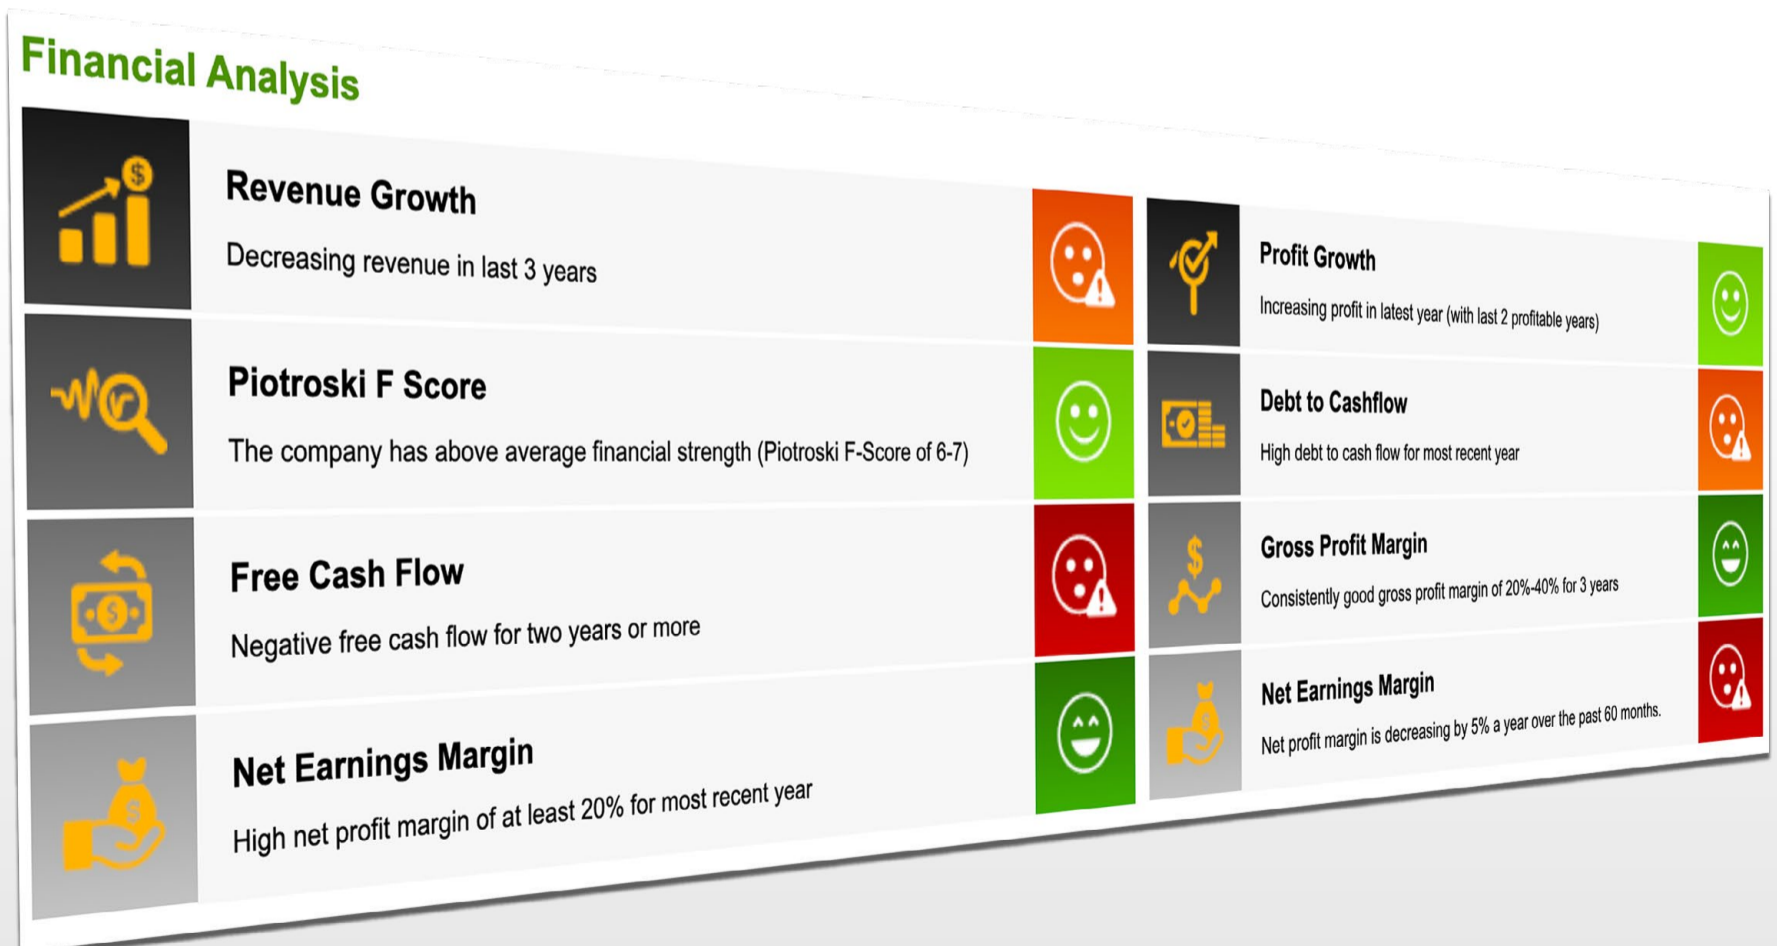 Financial Analysis
Revenue Growth
Decreasing revenue in last 3 years
Piotroski F Score
The company has above average financial strength (Piotroski F-Score of 6-7)
Free Cash Flow
Negative free cash flow for two years or more
Net Earnings Margin
High net profit margin of at least 20% for most recent year
Profit Growth
Increasing profit in latest year (with last 2 profitable years)
Debt to Cashflow
High debt to cash flow for most recent year
Gross Profit Margin
Consistently good gross profit margin of 20%-40% for 3 years
Net Earnings Margin
Net profit margin is decreasing by 5% a year over the past 60 months.